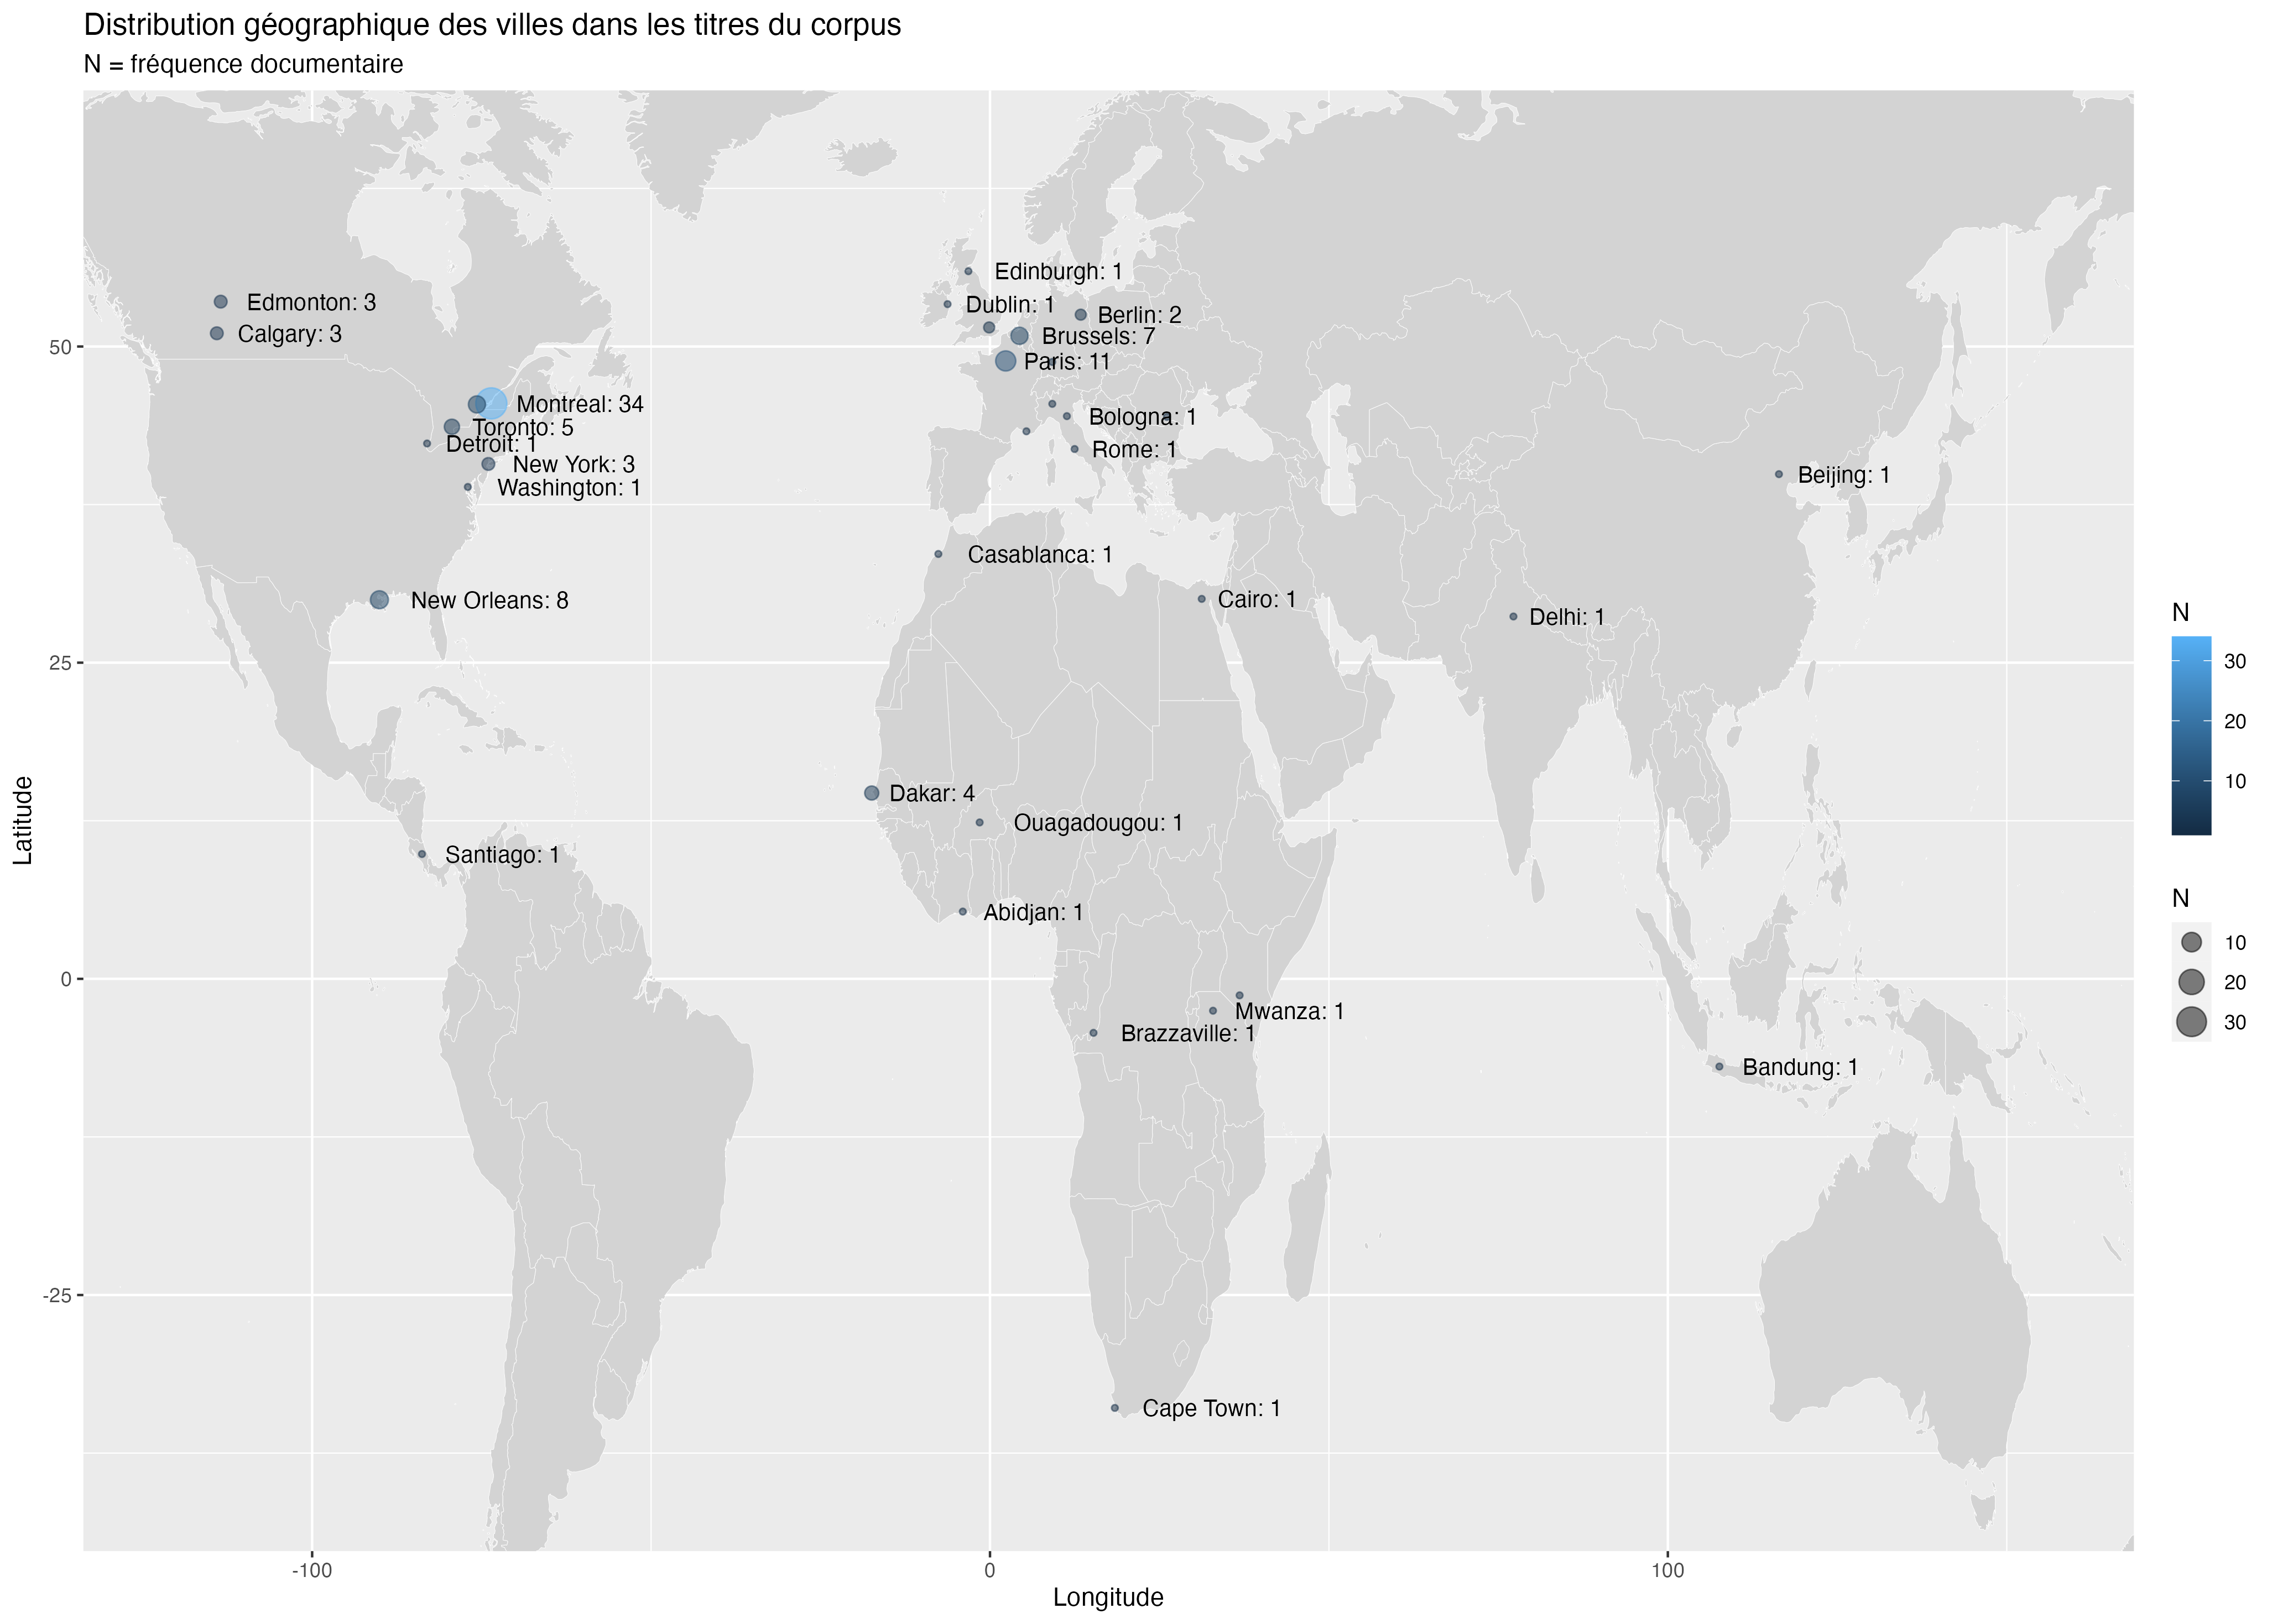 Distribution géographique des villes dans les titres du corpus
N = fréquence documentaire
Edinburgh: 1
Edmonton: 3
Dublin: 1
Berlin: 2
Calgary: 3
Brussels: 7
50
Paris: 11
Montreal: 34
Bologna: 1
Toronto: 5
Detroit: 1
Rome: 1
New York: 3
Beijing: 1
Washington: 1
Casablanca: 1
New Orleans: 8
Cairo: 1
Delhi: 1
25
Dakar: 4
Ouagadougou: 1
Santiago: 1
Abidjan: 1
0
Mwanza: 1
Brazzaville: 1
Bandung: 1
-25
Cape Town: 1
-100
0
100
Longitude
Latitude
N
30
20
10
N
10
20
30